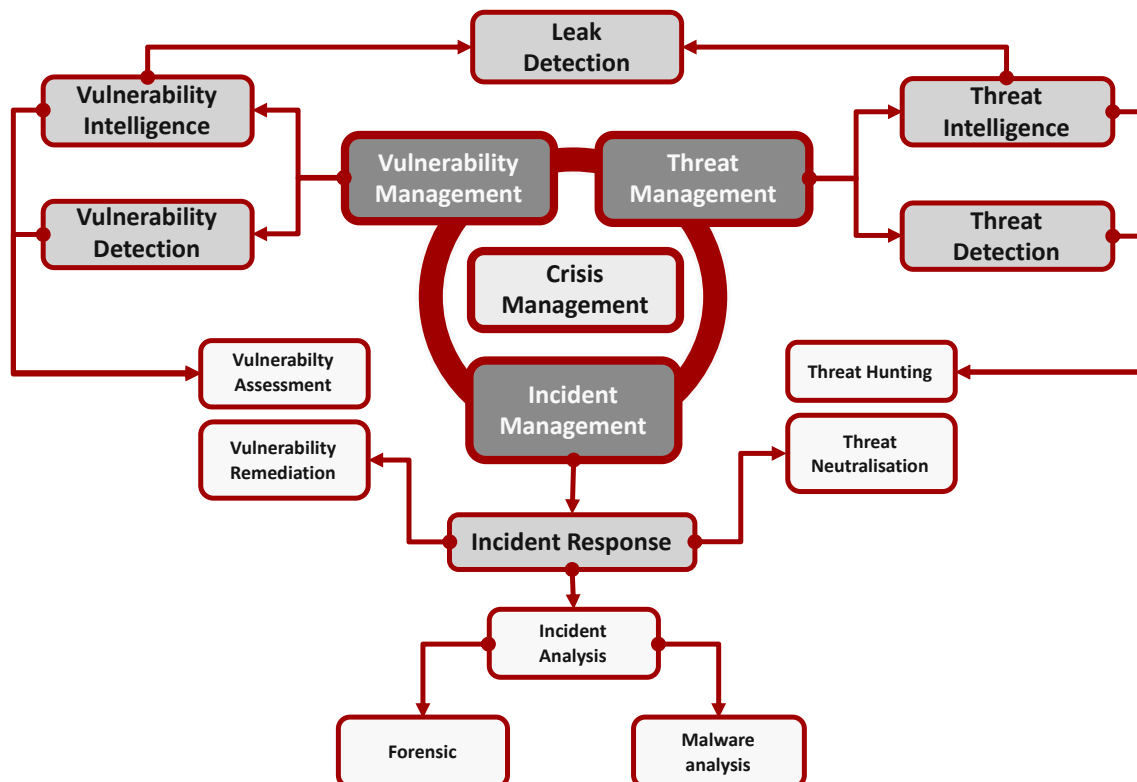 Leak
Detection
Vulnerability
Intelligence
Threat
Intelligence
Vulnerability
Management
Threat
Management
Vulnerability
Detection
Threat
Detection
Crisis
Management
Vulnerabilty
Assessment
Threat Hunting
Incident
Management
Vulnerability
Remediation
Threat
Neutralisation
Incident Response
Incident
Analysis
Forensic
Malware
analysis